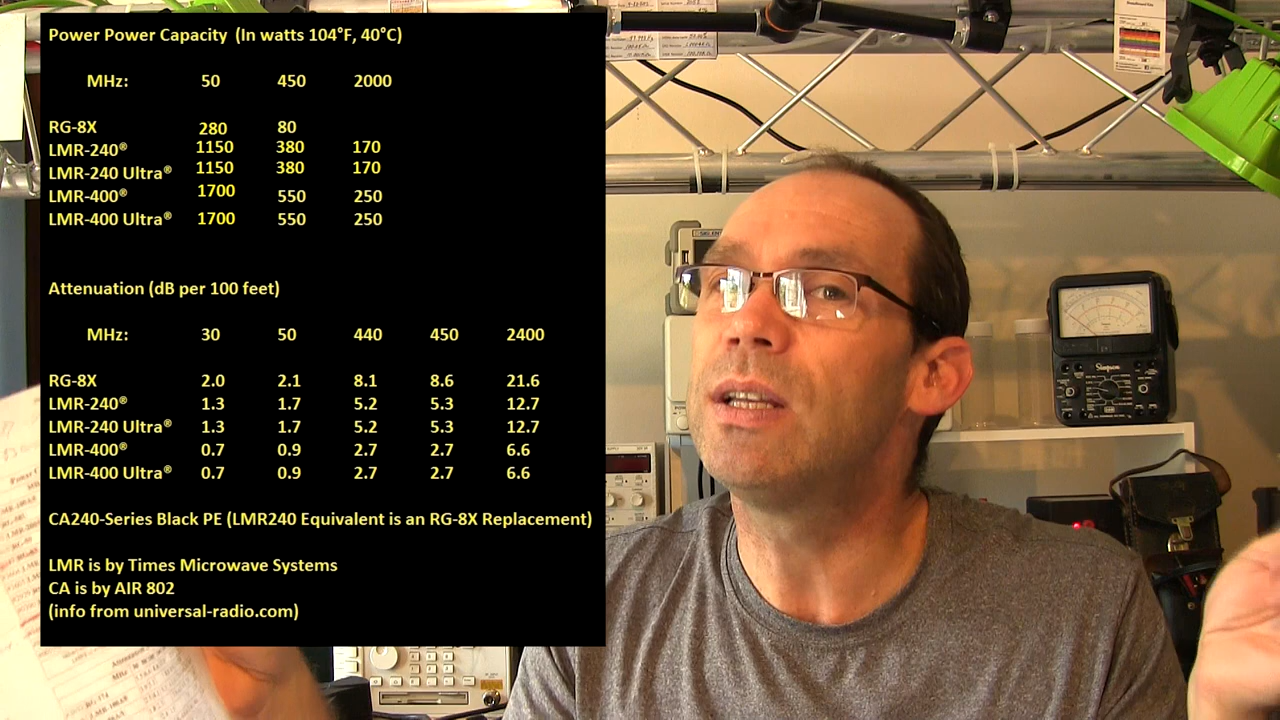 Power Power Capacity (In watts 104°F, 40°C)
MHz: 50 450 2000
RG-8X 280 80
LMR-240® 1150 380 170
LMR-240 Ultra® 1150 380 170
LMR-400® 1700 550 250
LMR-400 Ultra® 1700 550 250
Attenuation (dB per 100 feet)
MHz: 30 50 440 450 2400
RG-8X 2.0 2.1 8.1 8.6 21.6
LMR-240® 1.3 1.7 5.2 5.3 12.7
LMR-240 Ultra® 1.3 1.7 5.2 5.3 12.7
LMR-400® 0.7 0.9 2.7 2.7 6.6
LMR-400 Ultra® 0.7 0.9 2.7 2.7 6.6
CA240-Series Black PE (LMR240 Equivalent is an RG-8X Replacement)
LMR is by Times Microwave Systems
CA is by AIR 802
(info from universal-radio.com)
Simpson